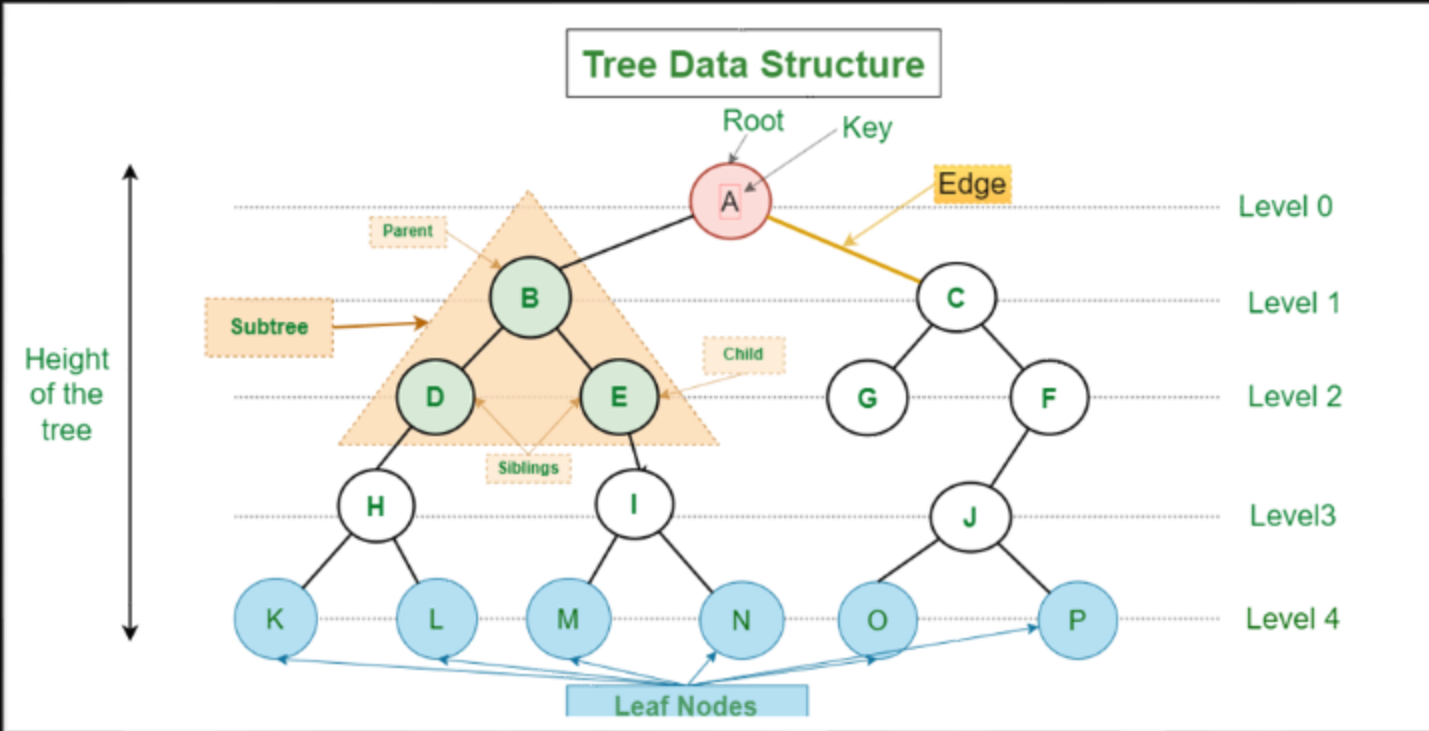 Tree Data Structure
Root
Key
A
Edge
Level 0
Parent
B
C
Level 1
Subtree
Height
of the
tree
Child
D
E
G
F
Level 2
Siblings
H
I
J
Level3
K
L
M
N
O
P
Level 4
Leaf Nodes